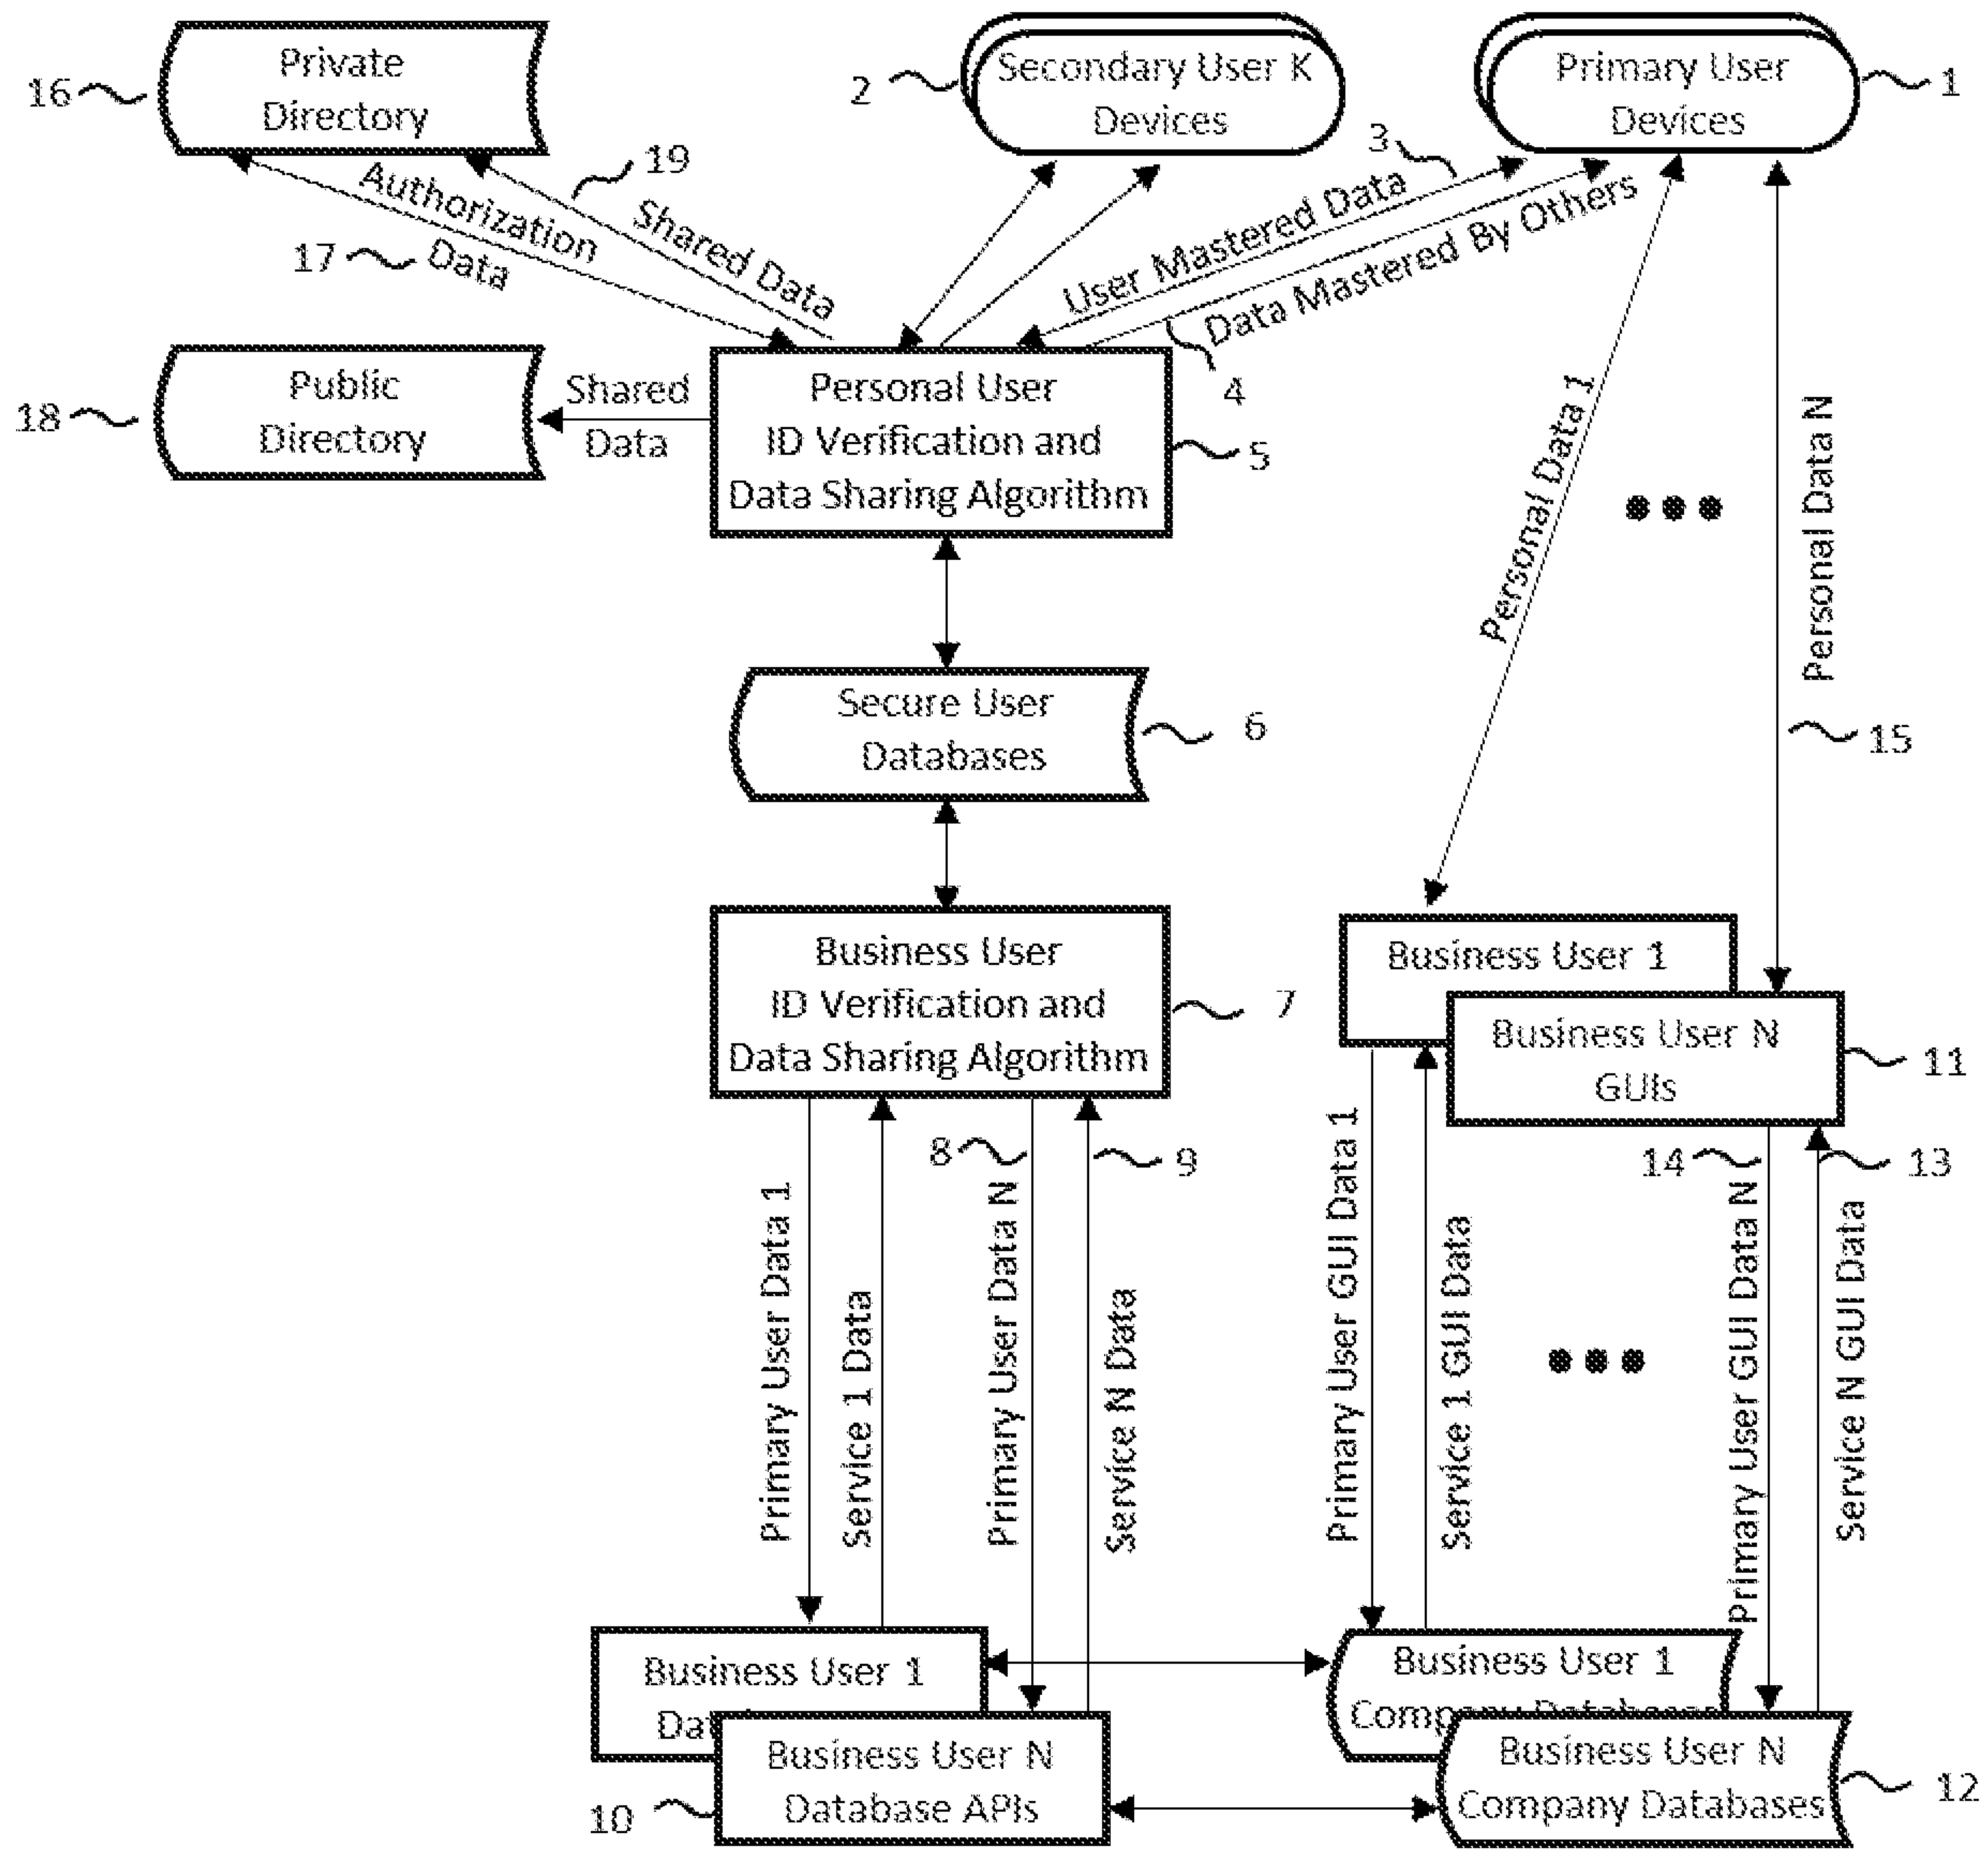 Private
Directory
16
Secondary User K
Devices
2
Primary User
Devices
1
3
19
Authorization
Data
17
Shared Data
User Mastered Data
Data Mastered By Others
4
Public
Directory
18
Shared
Data
Personal User
ID Verification and
Data Sharing Algorithm
5
Personal Data 1
Personal Data N
15
Secure User
Databases
6
Business User
ID Verification and
Data Sharing Algorithm
7
Business User 1
Business User N
GUIs
11
8
9
14
13
Primary User Data 1
Service 1 Data
Primary User Data N
Service N Data
Primary User GUI Data 1
Service 1 GUI Data
Primary User GUI Data N
Service N GUI Data
Business User 1
Business User N
Database APIs
10
Business User 1
Company Databases
Business User N
Company Databases
12